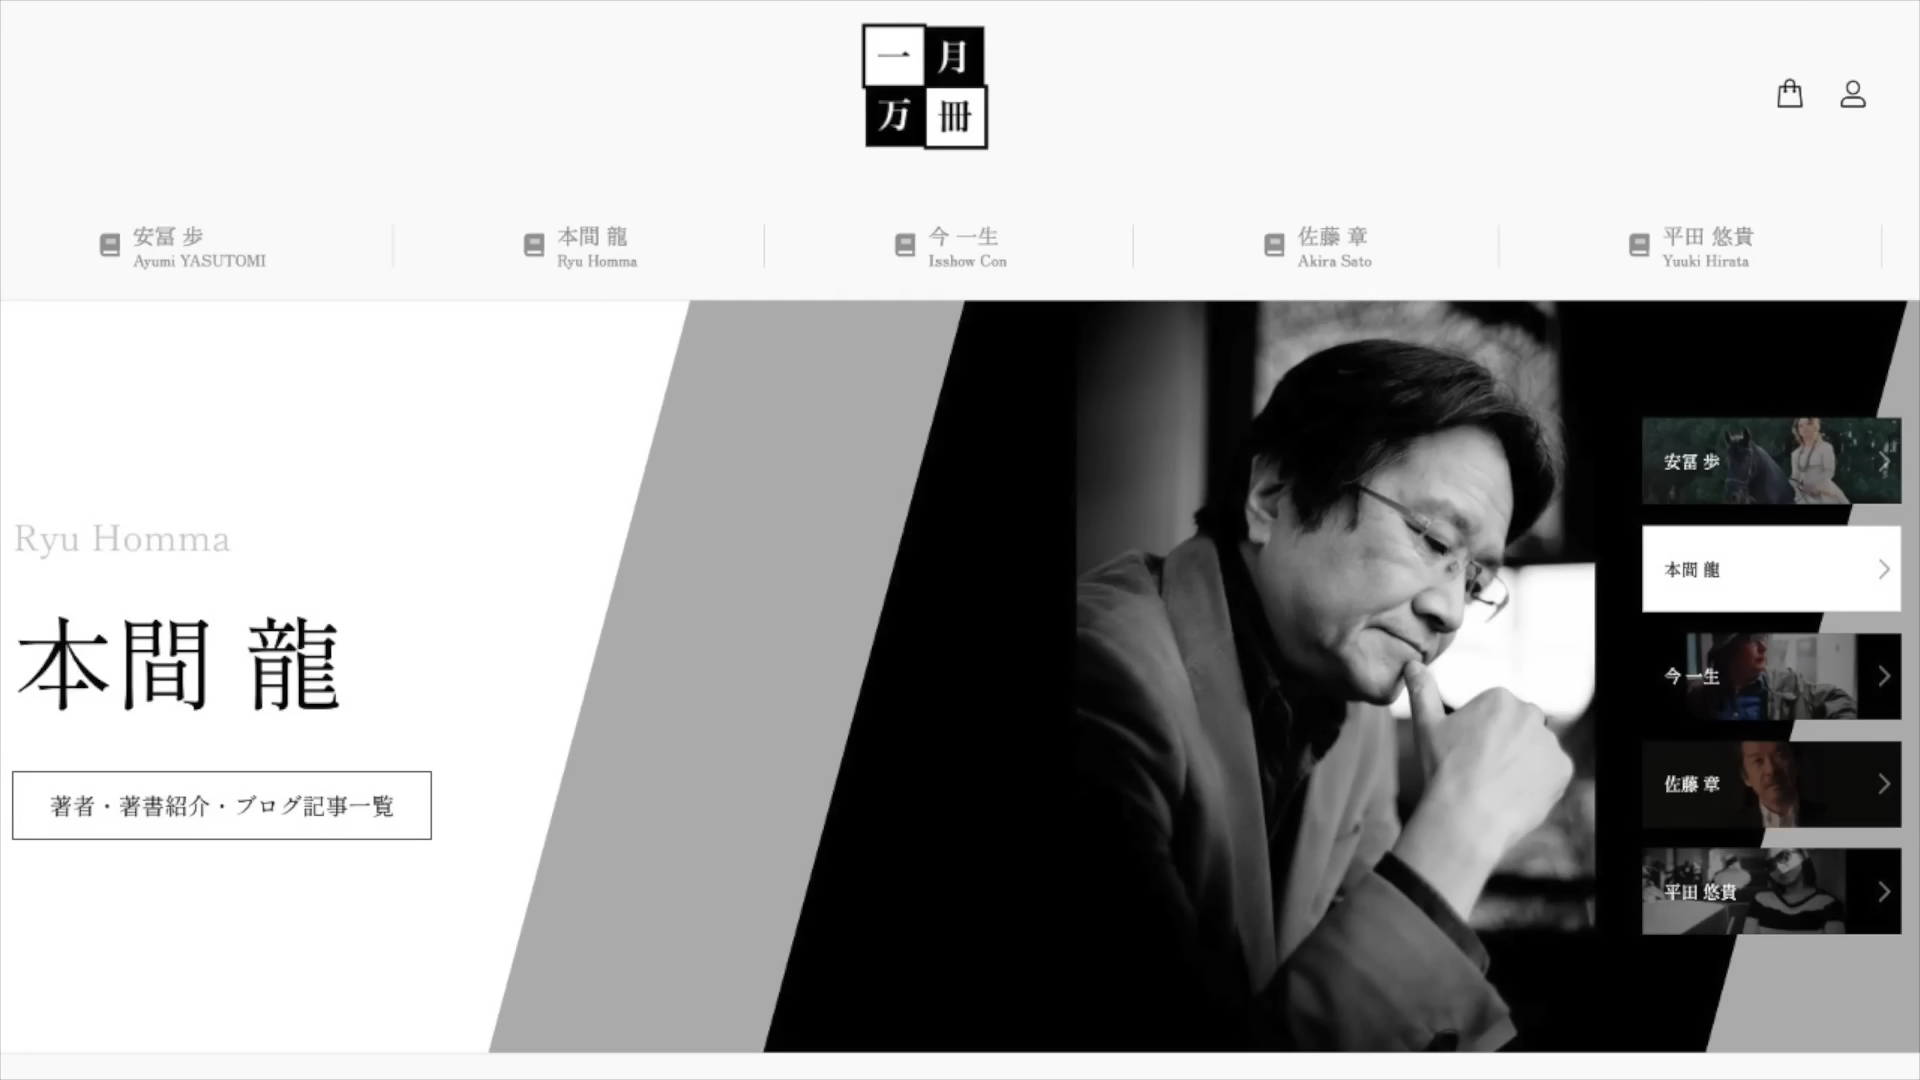 一月
万冊
安冨 歩
Ayumi YASUTOMI
本間 龍
Ryu Homma
今 一生
Isshow Con
佐藤 章
Akira Sato
平田 悠貴
Yuuki Hirata
Ryu Homma
本間 龍
著者・著書紹介・ブログ記事一覧
安冨 歩
本間 龍
今 一生
佐藤 章
平田 悠貴